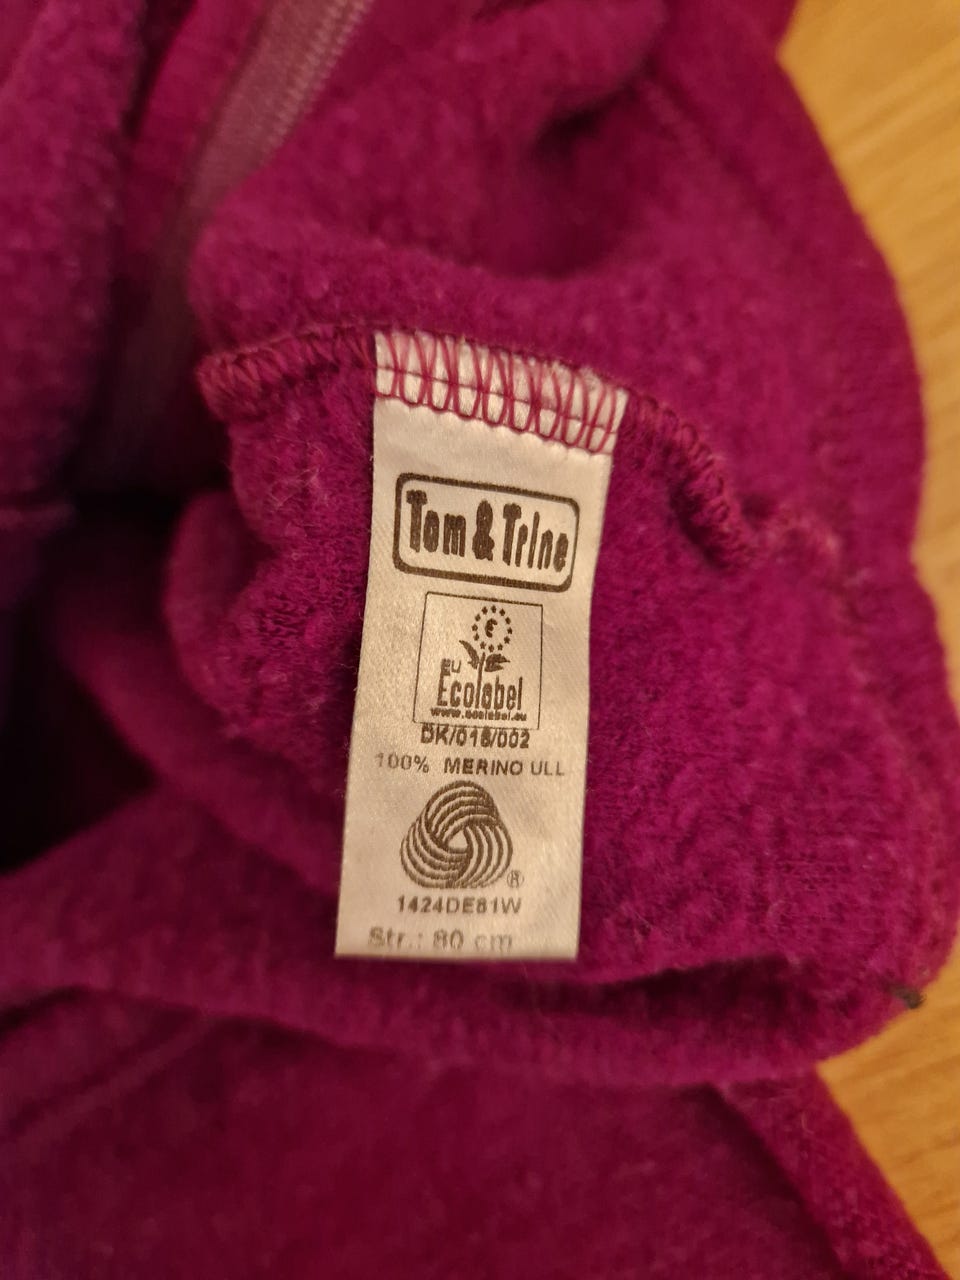 Tom & Trine
€
EU
Ecolabel
www.ecolabel.eu
DK/016/002
100% MERINO ULL
®
1424DE81W
Str.: 80 cm